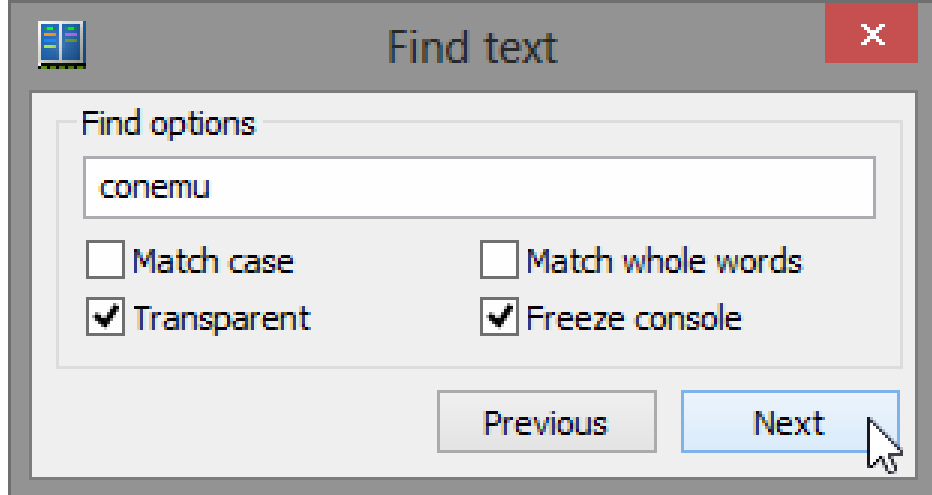 Find text
Find options
conemu
Match case Match whole words
Transparent Freeze console
Previous Next